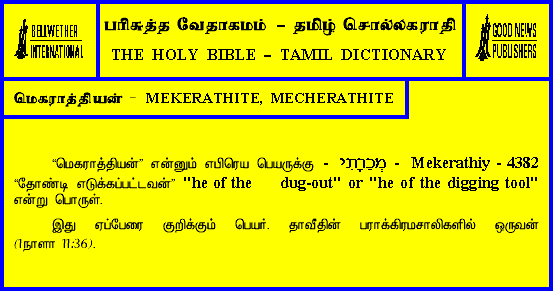 BELLWETHER
INTERNATIONAL
பரிசுத்த வேதாகமம் – தமிழ் சொல்லகராதி
THE HOLY BIBLE – TAMIL DICTIONARY
GOOD NEWS
PUBLISHERS
மெகராத்தியன் – MEKERATHITE, MECHERATHITE
“மெகராத்தியன்” என்னும் எபிரெய பெயருக்கு - מְכֵרָתִי - Mekerathiy - 4382
“தோண்டி எடுக்கப்பட்டவன்” "he of the dug-out" or "he of the digging tool"
என்று பொருள்.
இது ஏப்பேரை குறிக்கும் பெயர். தாவீதின் பராக்கிரமசாலிகளில் ஒருவன்
(1நாளா 11:36).